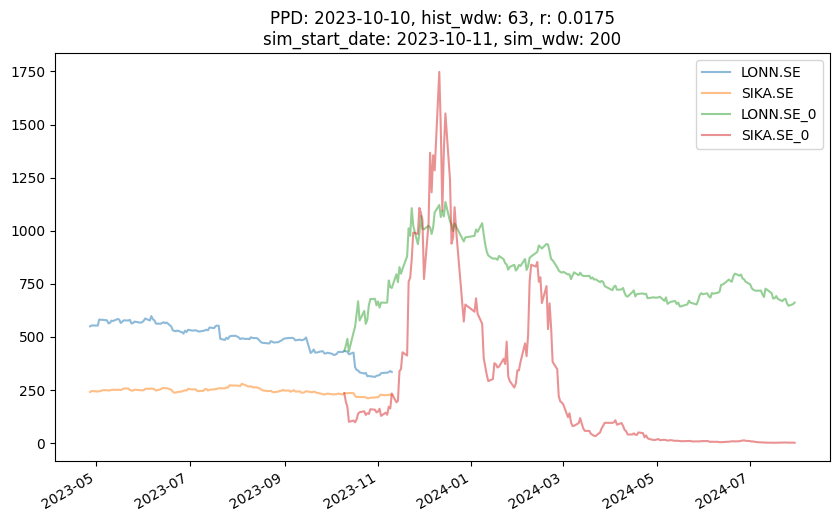 PPD: 2023-10-10, hist_wdw: 63, r: 0.0175
sim_start_date: 2023-10-11, sim_wdw: 200
LONN.SE
SIKA.SE
LONN.SE_0
SIKA.SE_0
1750
1500
1250
1000
750
500
250
0
2023-05
2023-07
2023-09
2023-11
2024-01
2024-03
2024-05
2024-07